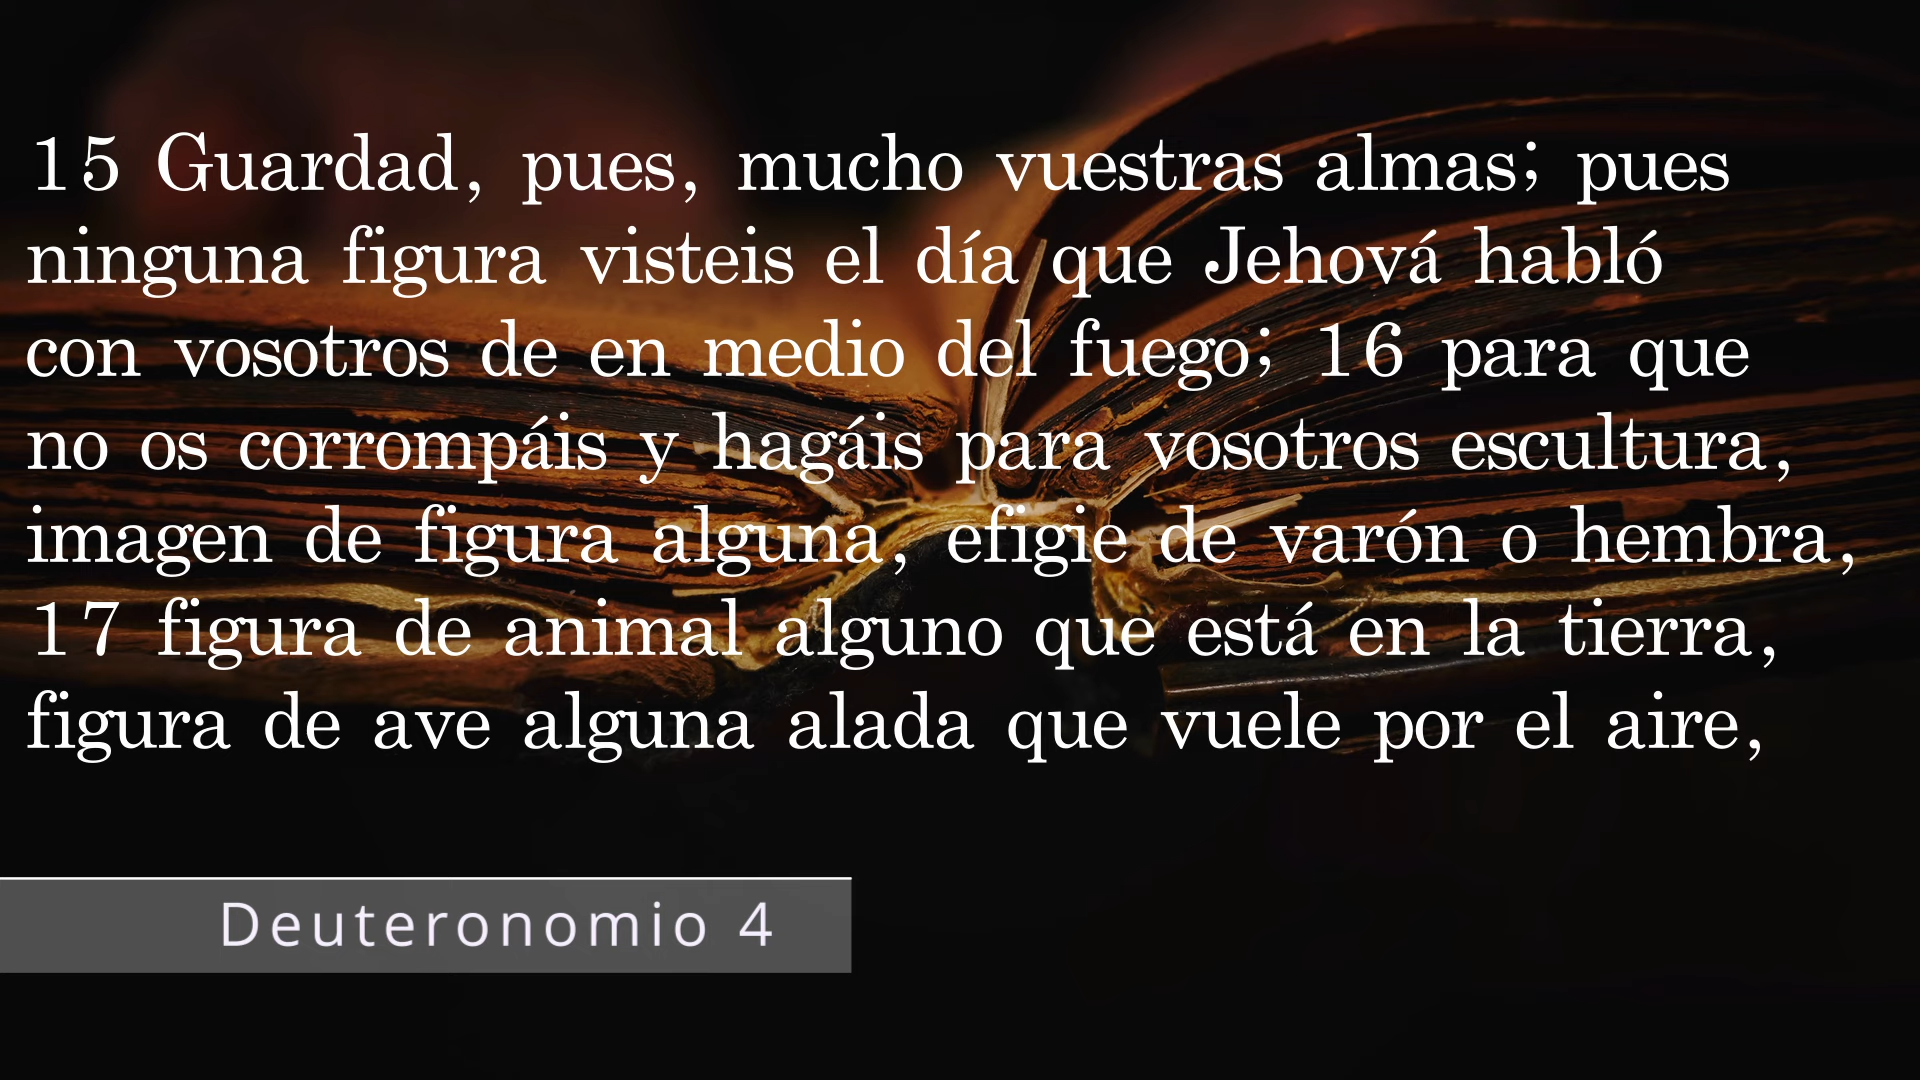 15 Guardad, pues, mucho vuestras almas; pues
ninguna figura visteis el día que Jehová habló
con vosotros de en medio del fuego; 16 para que
no os corrompáis y hagáis para vosotros escultura,
imagen de figura alguna, efigie de varón o hembra,
17 figura de animal alguno que está en la tierra,
figura de ave alguna alada que vuele por el aire,
Deuteronomio 4